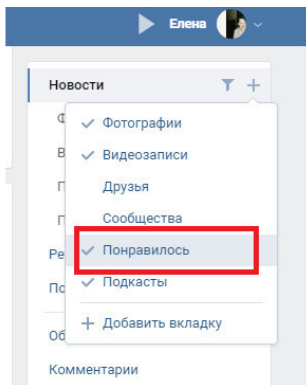 Елена
Новости
Фотографии
Видеозаписи
Друзья
Сообщества
Понравилось
Подкасты
Добавить вкладку
Комментарии